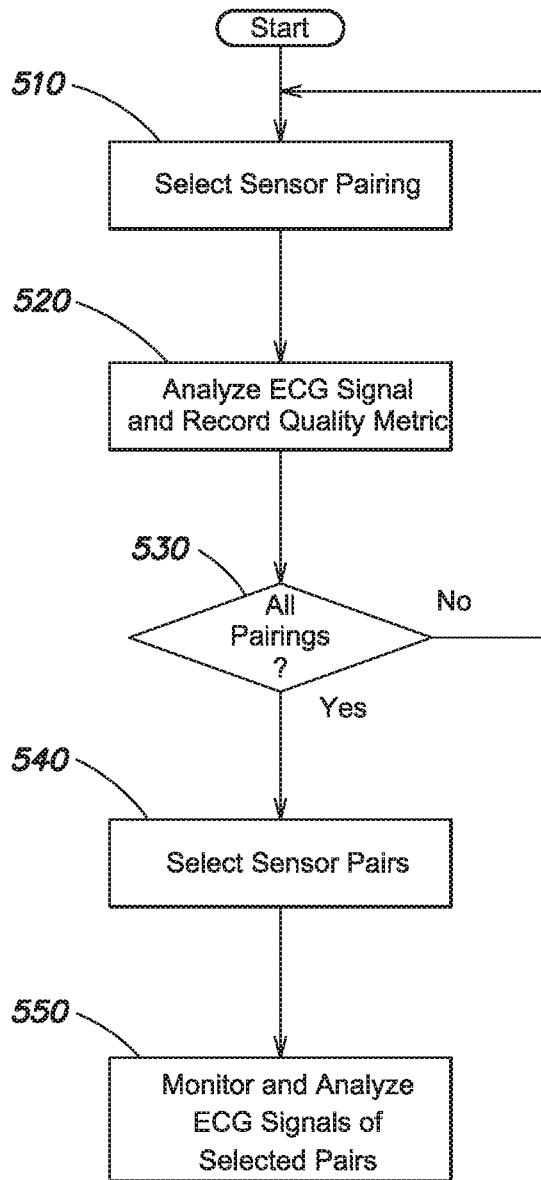 Start
510
Select Sensor Pairing
520
Analyze ECG Signal
and Record Quality Metric
530
All
Pairings
?
No
Yes
540
Select Sensor Pairs
550
Monitor and Analyze
ECG Signals of
Selected Pairs